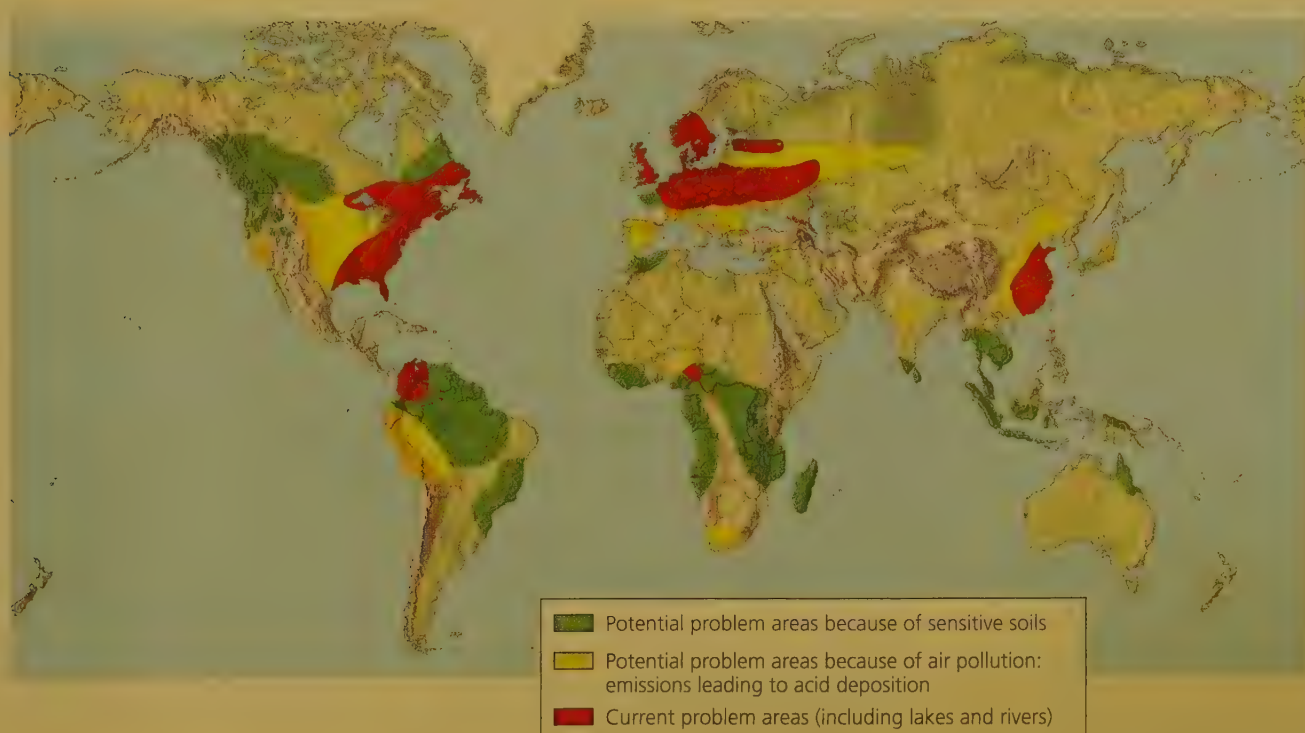 Potential problem areas because of sensitive soils
Potential problem areas because of air pollution:
emissions leading to acid deposition
Current problem areas (including lakes and rivers)